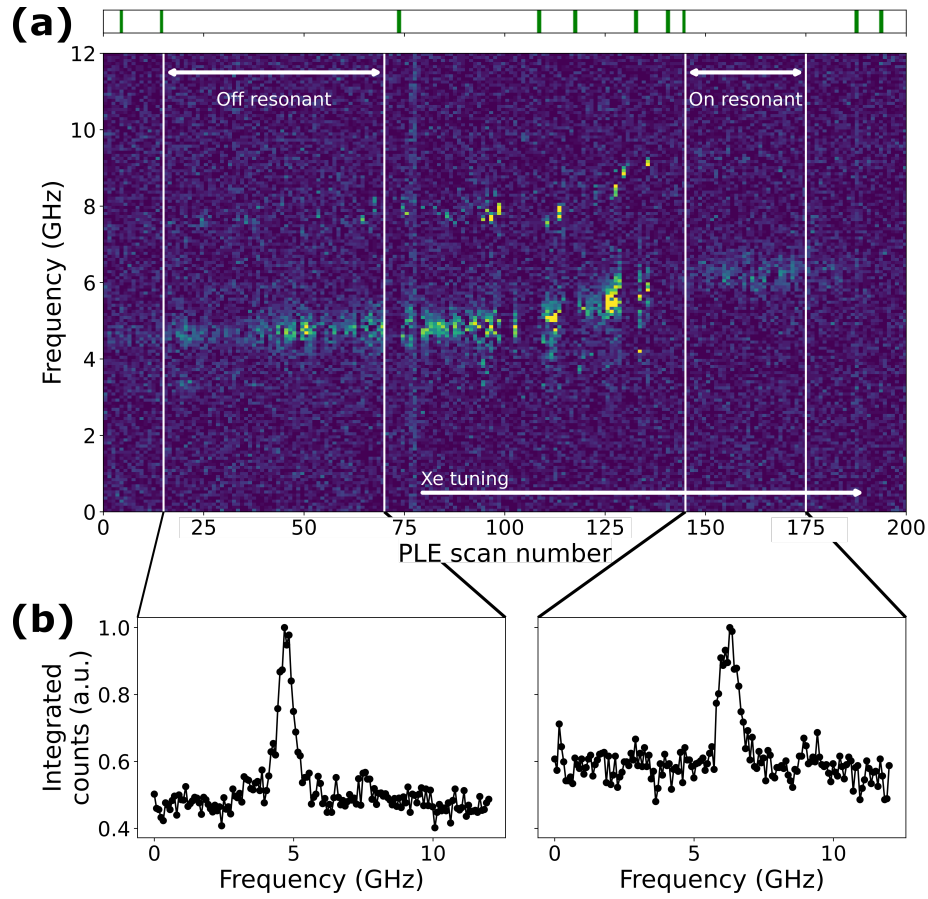 (a)
12
10
8
6
4
2
0
Frequency (GHz)
Off resonant
On resonant
Xe tuning
0 25 50 75 100 125 150 175 200
PLE scan number
(b)
1.0
0.8
0.6
0.4
Integrated
counts (a.u.)
0 5 10
Frequency (GHz)
0 5 10
Frequency (GHz)